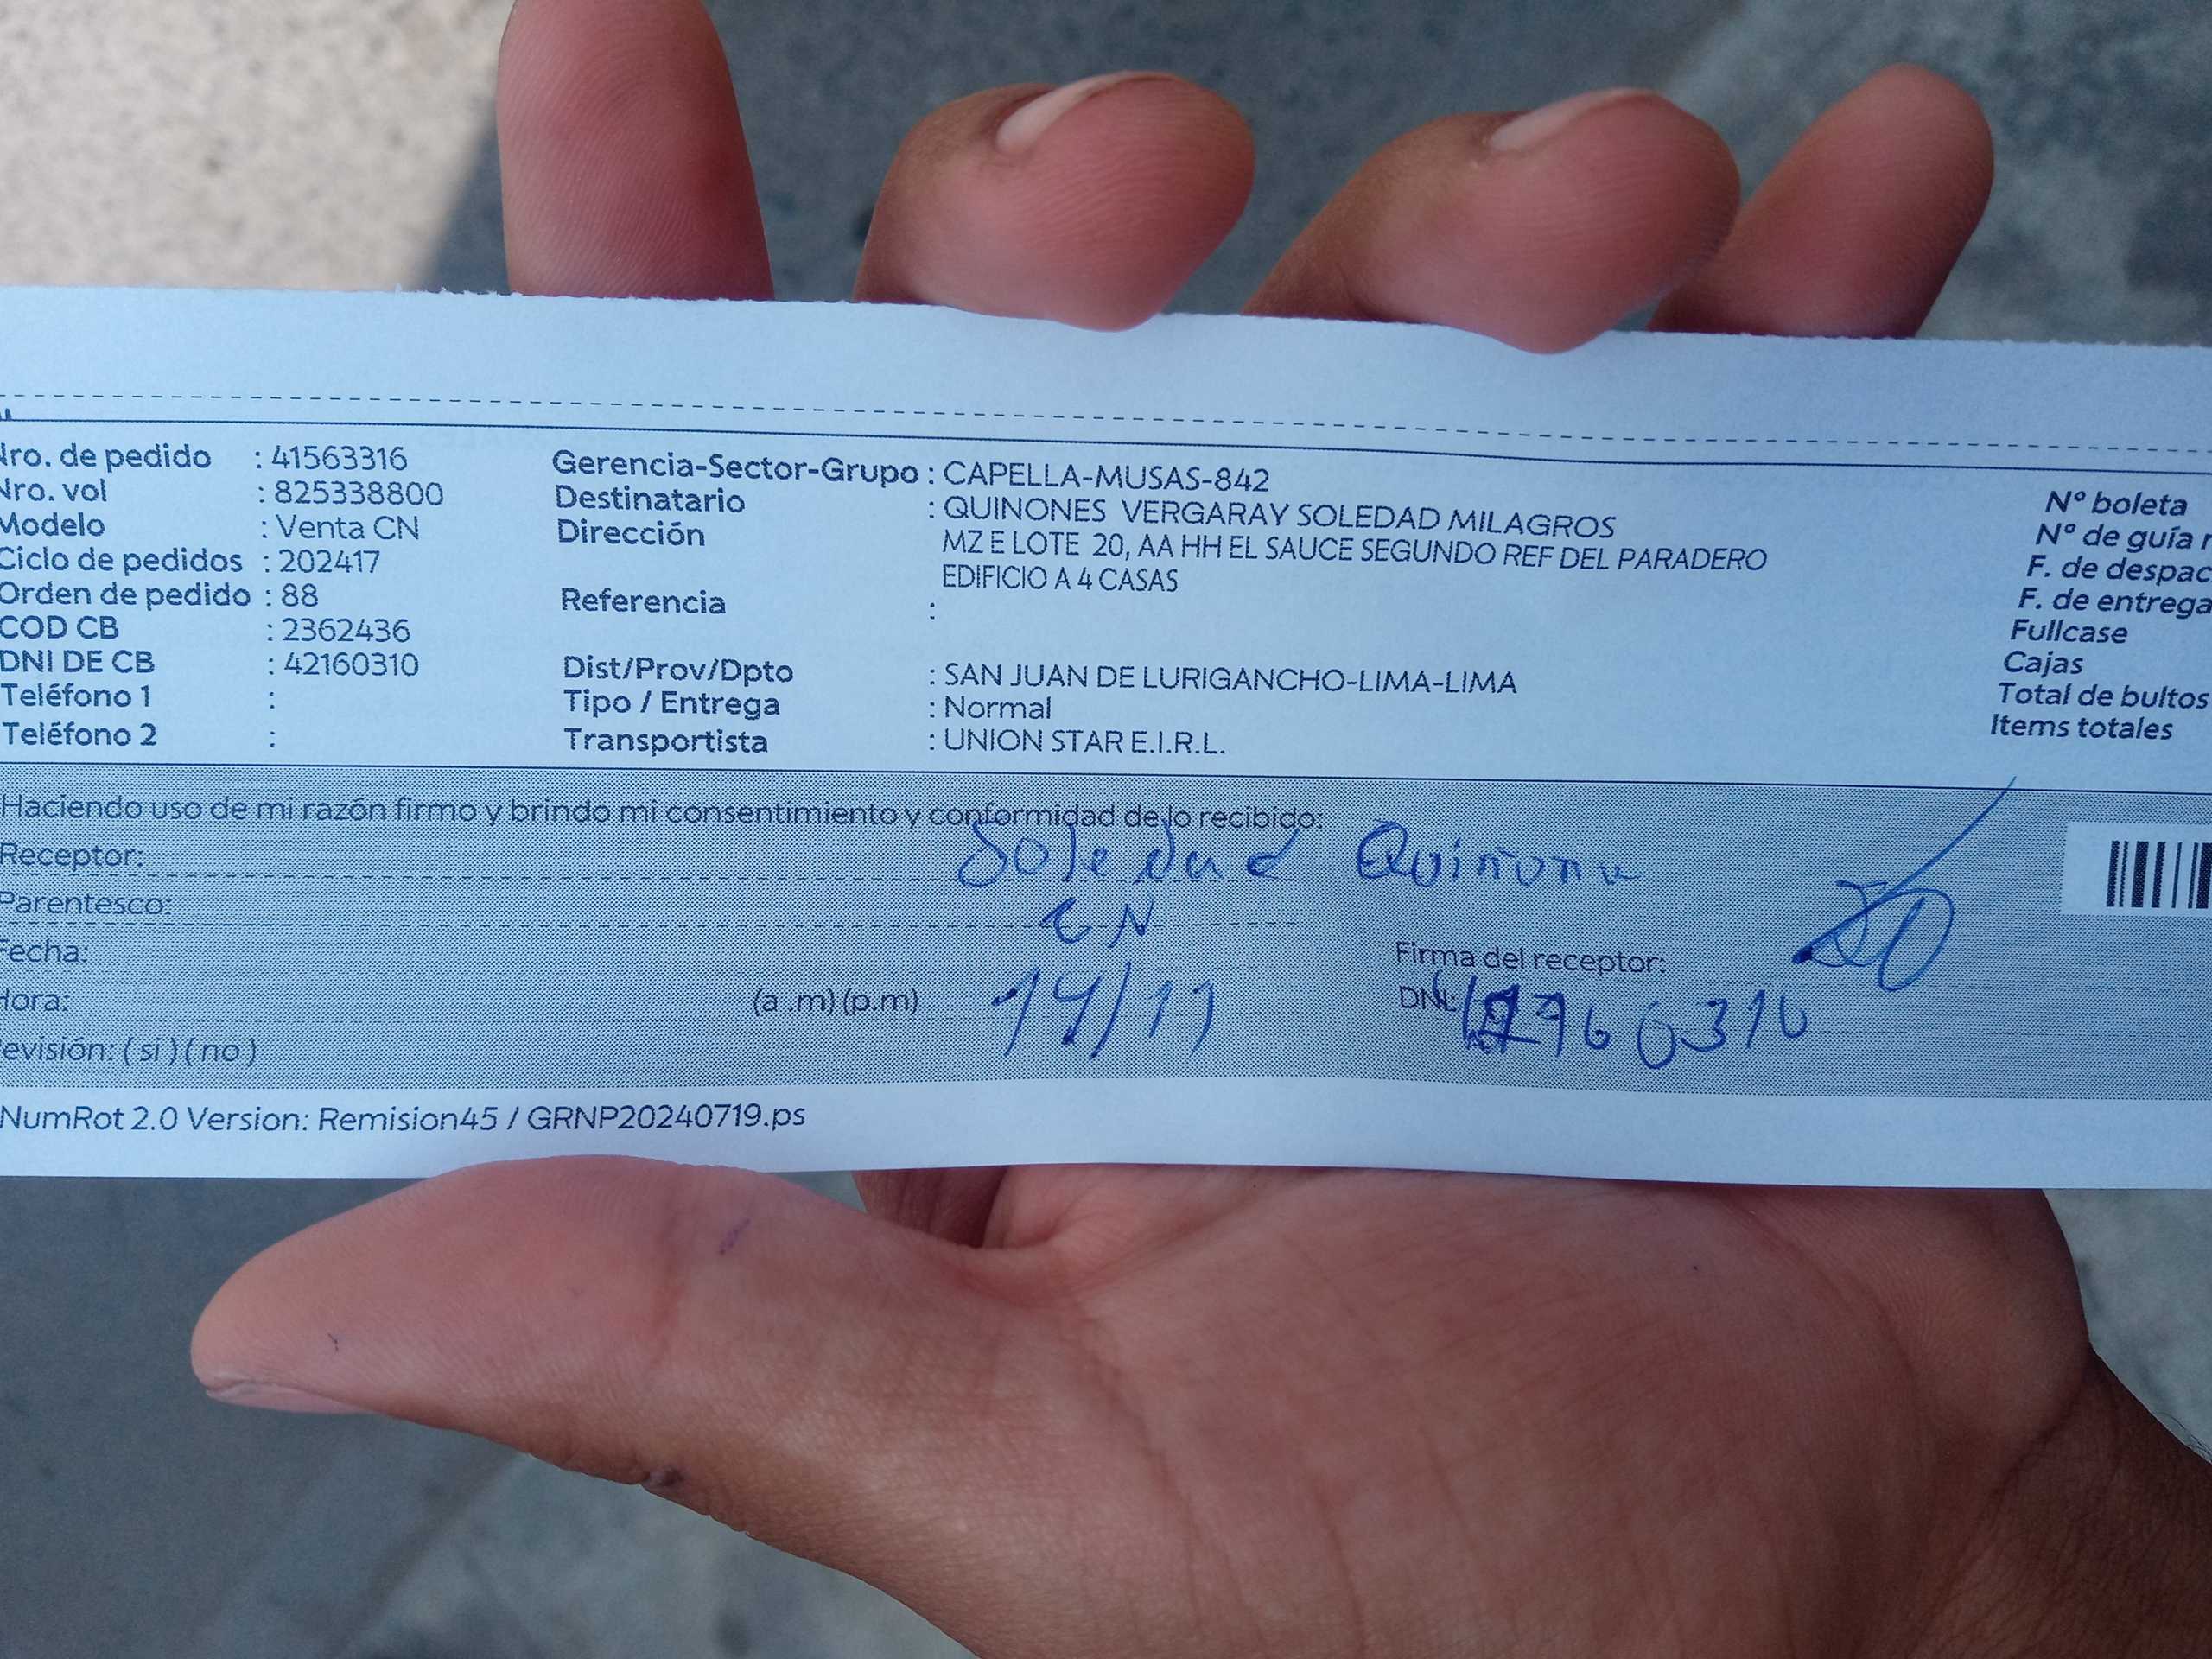 Nro. de pedido : 41563316
Nro. vol : 825338800
Modelo : Venta CN
Ciclo de pedidos : 202417
Orden de pedido : 88
COD CB : 2362436
DNI DE CB : 42160310
Teléfono 1 :
Teléfono 2 :
Gerencia-Sector-Grupo : CAPELLA-MUSAS-842
Destinatario : QUINONES VERGARAY SOLEDAD MILAGROS
Dirección MZ E LOTE 20, AA HH EL SAUCE SEGUNDO REF DEL PARADERO
EDIFICIO A 4 CASAS
Referencia :
Dist/Prov/Dpto : SAN JUAN DE LURIGANCHO-LIMA-LIMA
Tipo / Entrega : Normal
Transportista : UNION STAR E.I.R.L.
Nº boleta
Nº de guía r
F. de despac
F. de entrega
Fullcase
Cajas
Total de bultos
Items totales
Haciendo uso de mi razón firmo y brindo mi consentimiento y conformidad de lo recibido:
Receptor: Soledad
Parentesco: CN
Fecha: 14/11
Hora: (a .m) (p.m)
Revisión: ( si ) ( no )
Firma del receptor:
DNI:
NumRot 2.0 Version: Remision45 / GRNP20240719.ps